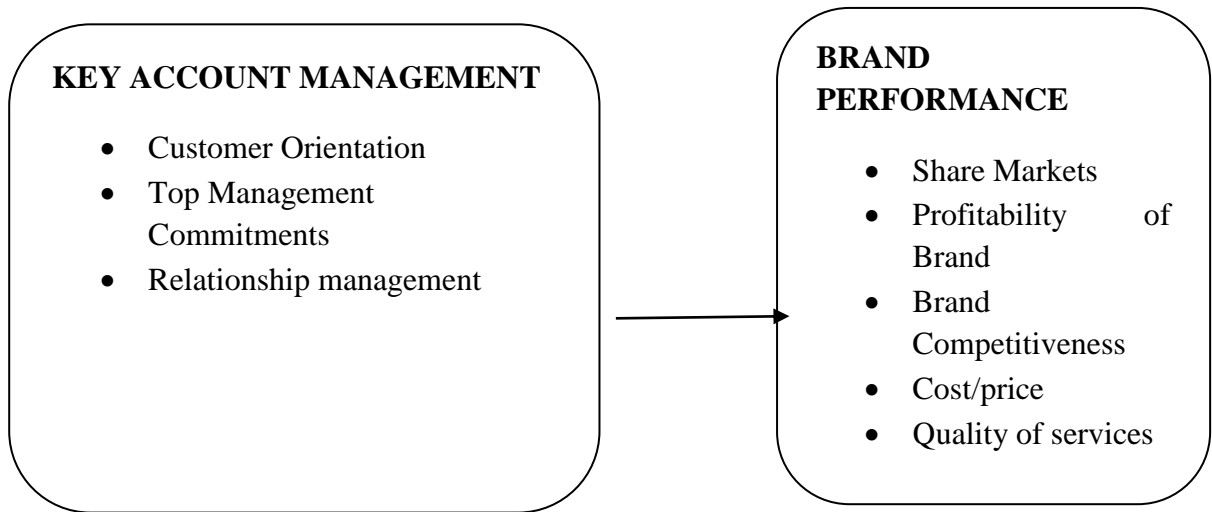 KEY ACCOUNT MANAGEMENT
• Customer Orientation
• Top Management
Commitments
• Relationship management
BRAND
PERFORMANCE
• Share Markets
• Profitability of
Brand
• Brand
Competitiveness
• Cost/price
• Quality of services